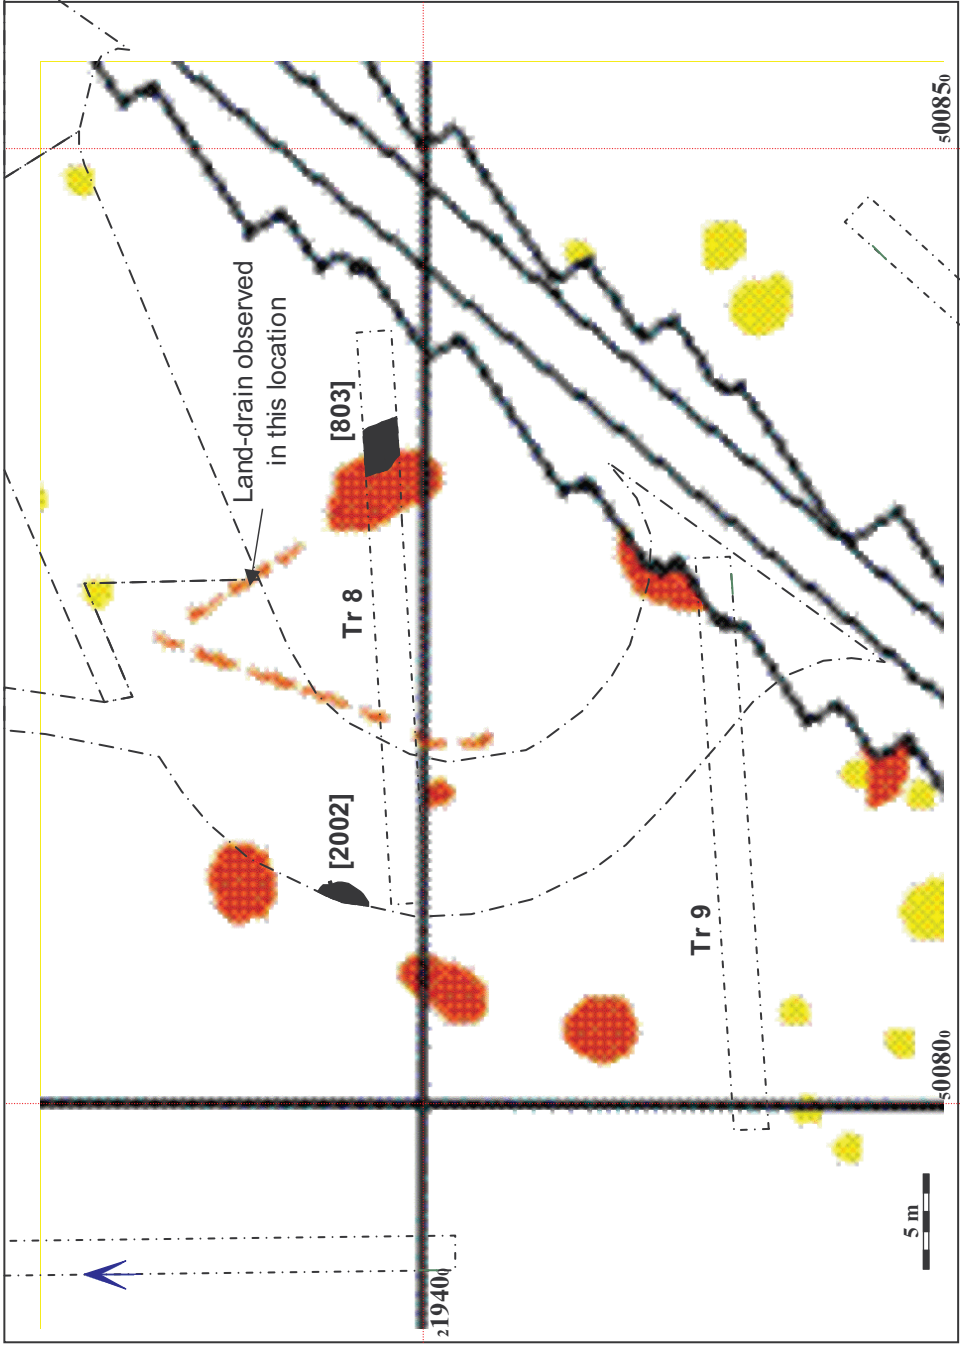 Land-drain observed
in this location
[803]
Tr 8
[2002]
Tr 9
500850
500800
219400
5 m